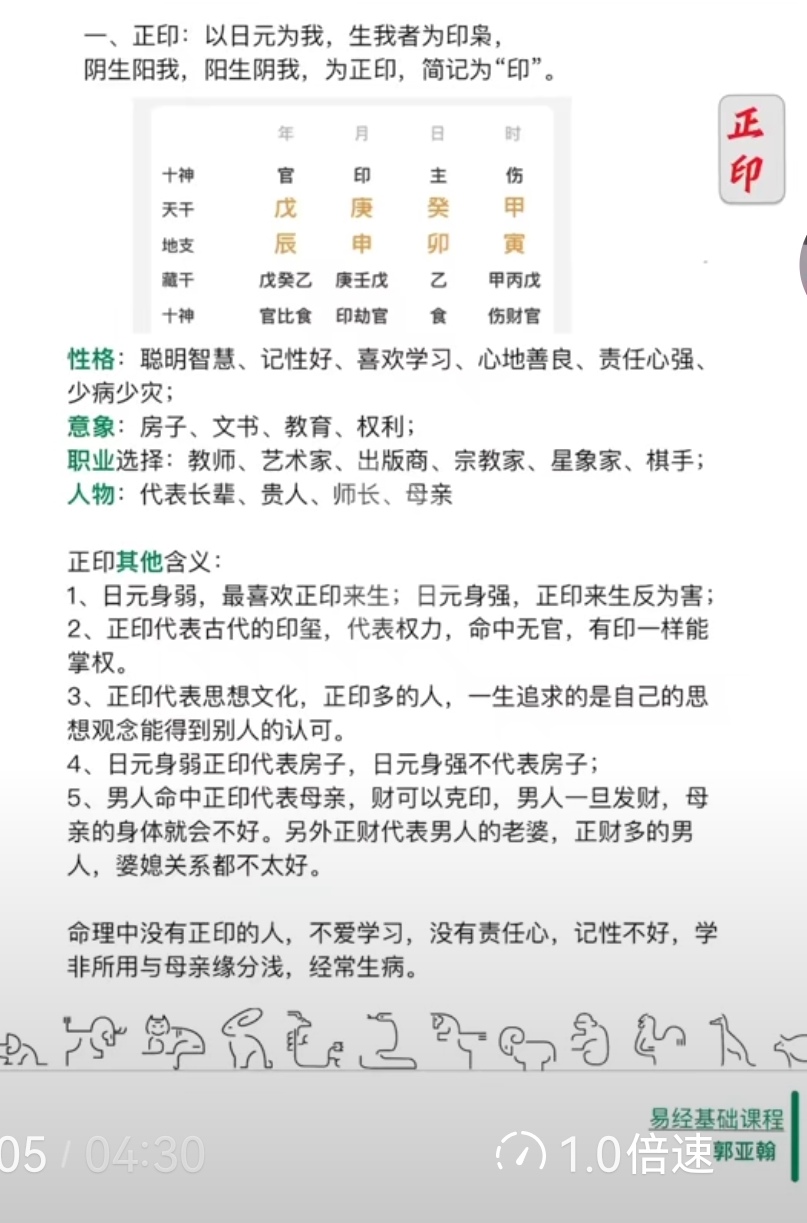 一、正印：以日元为我，生我者为印枭，
阴生阳我，阳生阴我，为正印，简记为“印”。
正
印
年 月 日 时
十神 官 印 主 伤
天干 戊 庚 癸 甲
地支 辰 申 卯 寅
藏干 戊癸乙 庚壬戊 乙 甲丙戊
十神 官比食 印劫官 食 伤财官
性格：聪明智慧、记性好、喜欢学习、心地善良、责任心强、
少病少灾；
意象：房子、文书、教育、权利；
职业选择：教师、艺术家、出版商、宗教家、星象家、棋手；
人物：代表长辈、贵人、师长、母亲
正印其他含义：
1、日元身弱，最喜欢正印来生；日元身强，正印来生反为害；
2、正印代表古代的印玺，代表权力，命中无官，有印一样能
掌权。
3、正印代表思想文化，正印多的人，一生追求的是自己的思
想观念能得到别人的认可。
4、日元身弱正印代表房子，日元身强不代表房子；
5、男人命中正印代表母亲，财可以克印，男人一旦发财，母
亲的身体就会不好。另外正财代表男人的老婆，正财多的男
人，婆媳关系都不太好。
命理中没有正印的人，不爱学习，没有责任心，记性不好，学
非所用与母亲缘分浅，经常生病。
易经基础课程
05 / 04:30 1.0倍速 郭亚翰